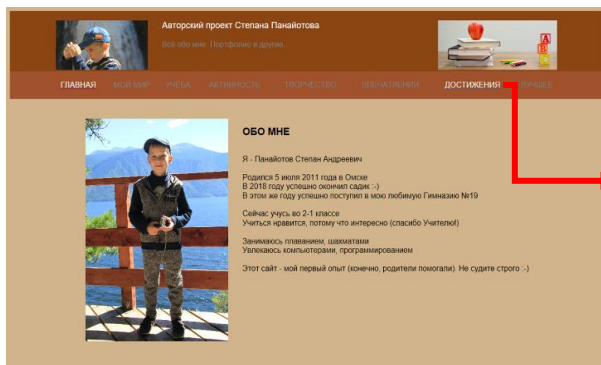 Авторский проект Степана Панайотова
Всё обо мне. Портфолио и другие...
ГЛАВНАЯ МОЙ МИР УЧЁБА АКТИВНОСТЬ ТВОРЧЕСТВО ВПЕЧАТЛЕНИЯ ДОСТИЖЕНИЯ ЛУЧШЕЕ
ОБО МНЕ
Я - Панайотов Степан Андреевич
Родился 5 июля 2011 года в Омске
В 2018 году успешно окончил садик :-)
В этом же году успешно поступил в мою любимую Гимназию №19
Сейчас учусь во 2-1 классе
Учиться нравится, потому что интересно (спасибо Учителю!)
Занимаюсь плаванием, шахматами
Увлекаюсь компьютерами, программированием
Этот сайт - мой первый опыт (конечно, родители помогали). Не судите строго :-)
A
B